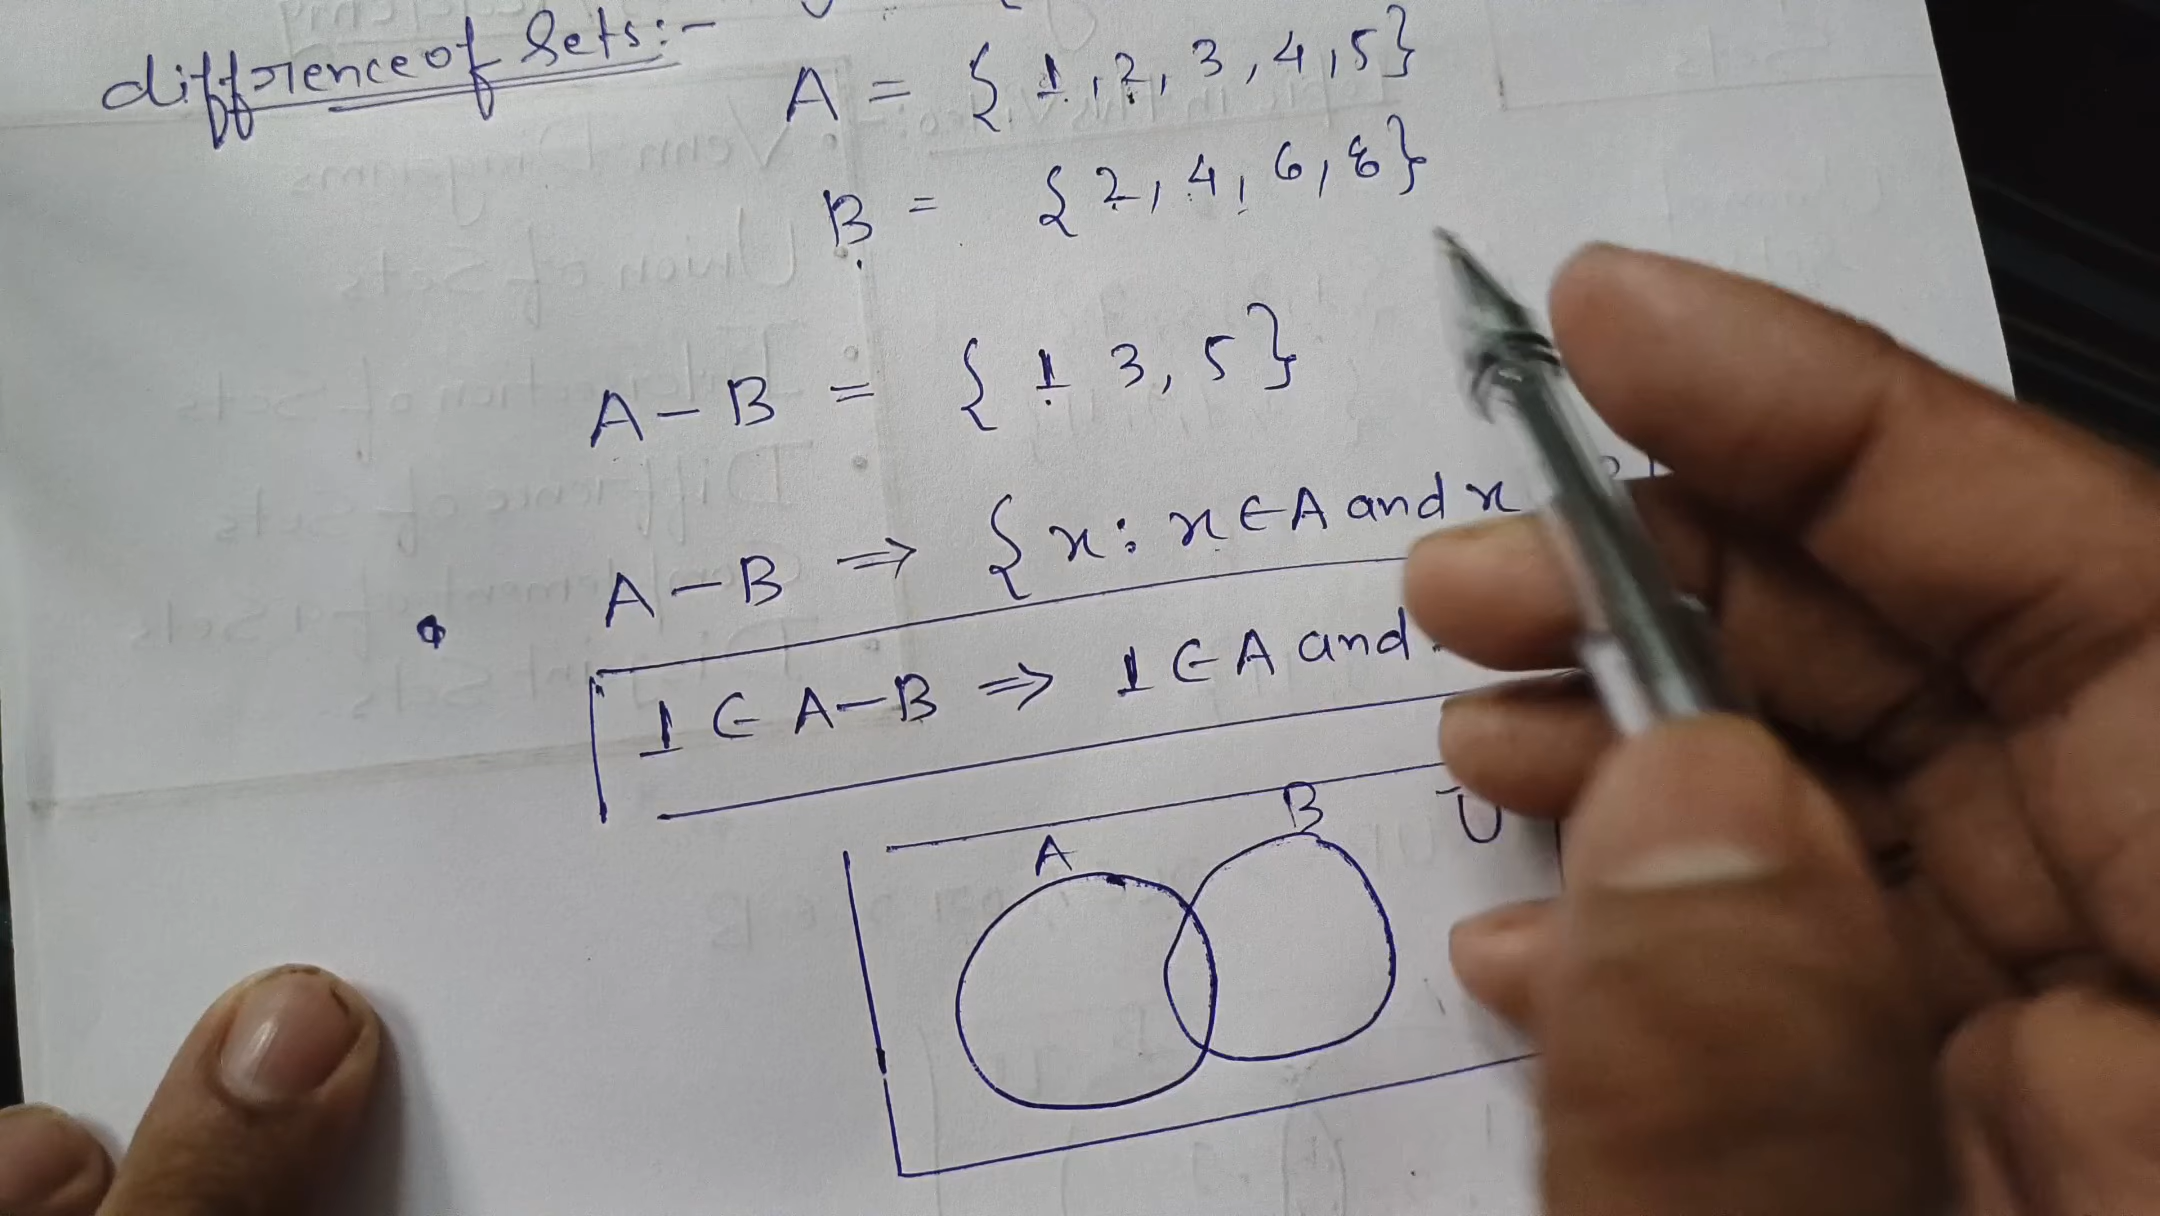 diffrence of Sets:-
A = { 1, 2, 3, 4, 5}
B = {2, 4, 6, 8}
A - B = { 1 3, 5}
A - B ⇒ {x: x ∈ A and x
1 ∈ A - B ⇒ 1 ∈ A and
A B U